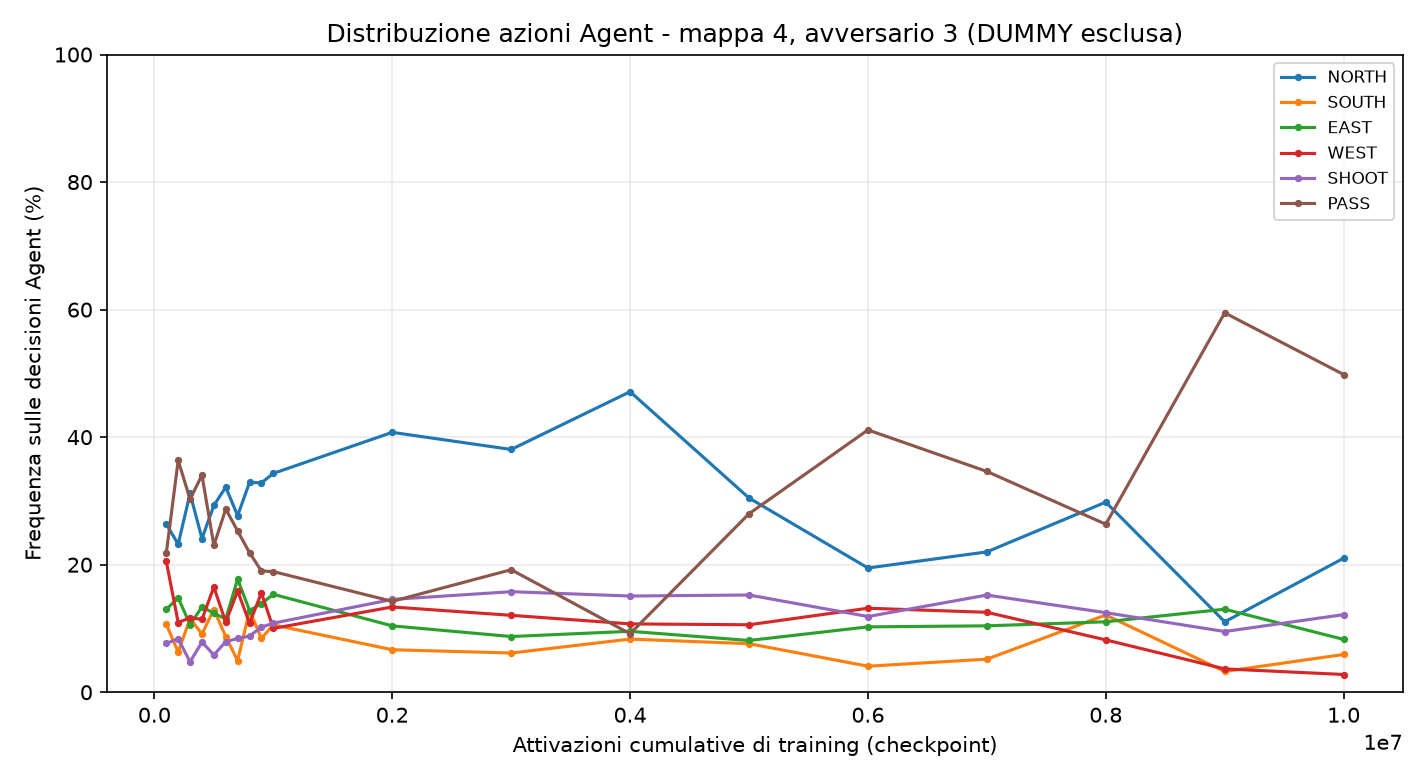 Distribuzione azioni Agent - mappa 4, avversario 3 (DUMMY esclusa)
100
80
60
40
20
0
Frequenza sulle decisioni Agent (%)
NORTH
SOUTH
EAST
WEST
SHOOT
PASS
0.0
0.2
0.4
0.6
0.8
1.0
1e7
Attivazioni cumulative di training (checkpoint)